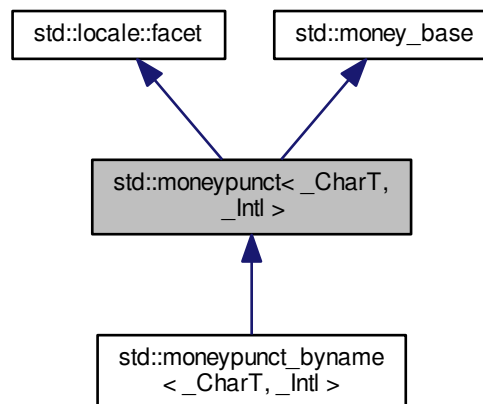 std::locale::facet
std::money_base
std::moneypunct< _CharT,
_Intl >
std::moneypunct_byname
< _CharT, _Intl >